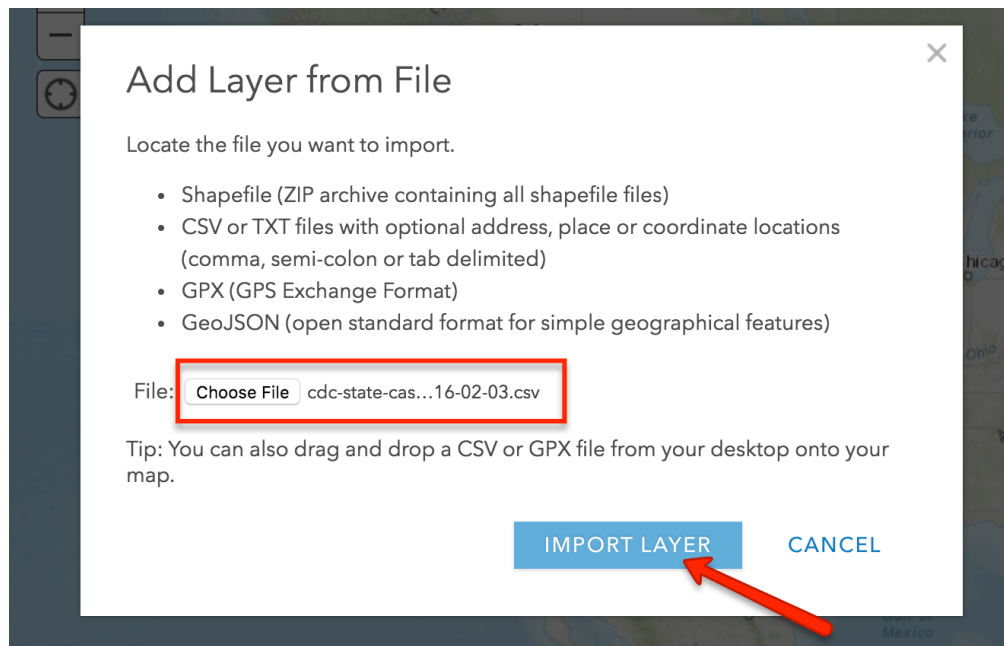 Add Layer from File
Locate the file you want to import.
• Shapefile (ZIP archive containing all shapefile files)
• CSV or TXT files with optional address, place or coordinate locations
(comma, semi-colon or tab delimited)
• GPX (GPS Exchange Format)
• GeoJSON (open standard format for simple geographical features)
File: Choose File cdc-state-cas...16-02-03.csv
Tip: You can also drag and drop a CSV or GPX file from your desktop onto your
map.
IMPORT LAYER CANCEL
hicag
Ohio
Mexico